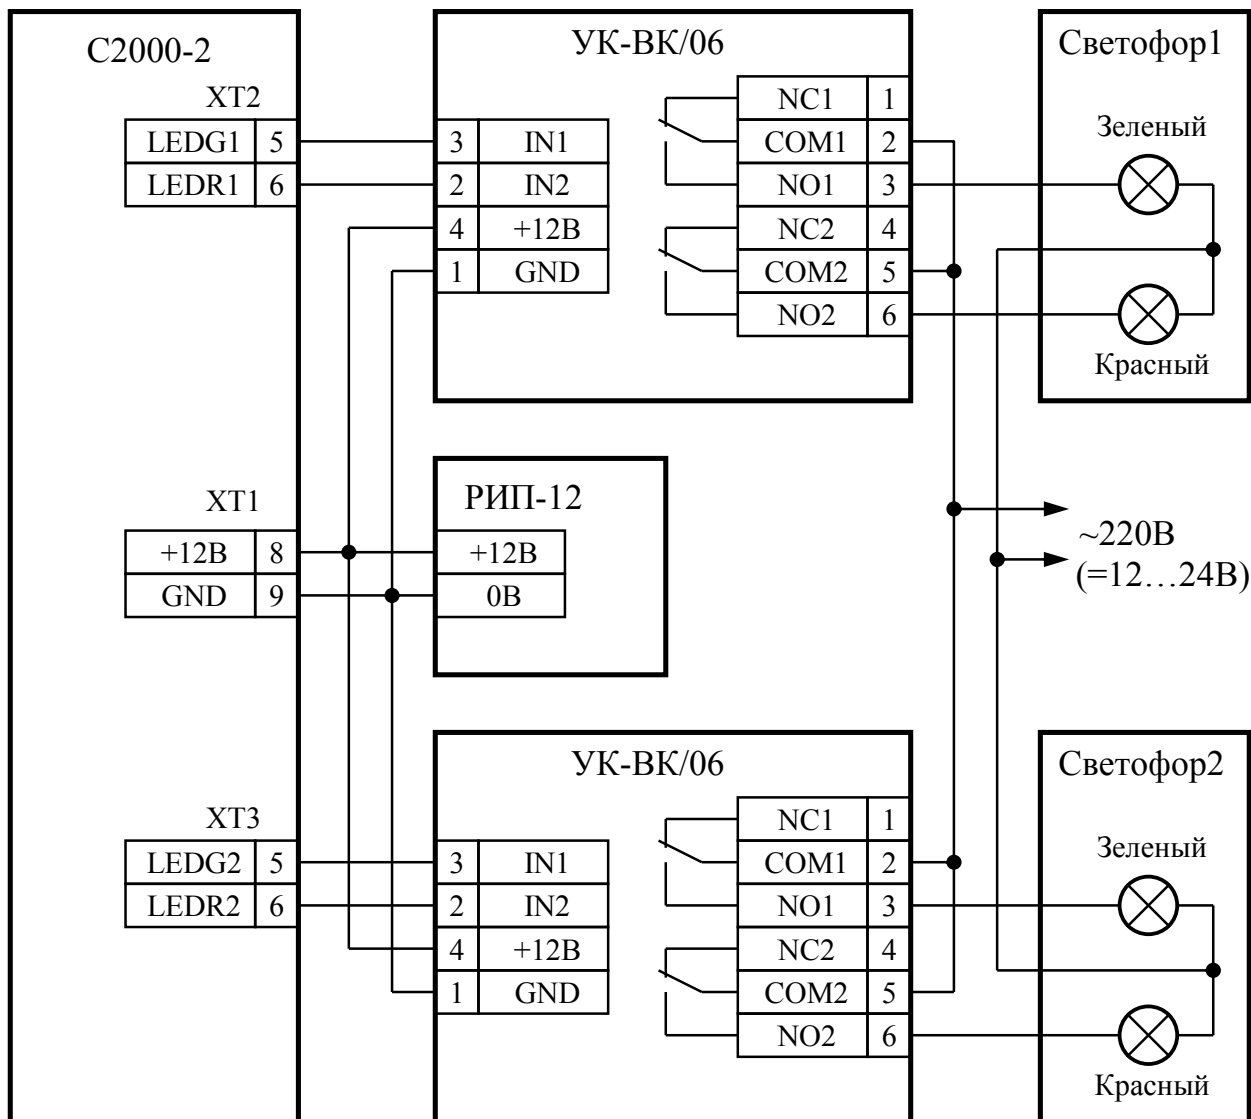 С2000-2
XT2
LEDG1 5
LEDR1 6
XT1
+12В 8
GND 9
XT3
LEDG2 5
LEDR2 6
УК-ВК/06
3 IN1
2 IN2
4 +12В
1 GND
NC1 1
COM1 2
NO1 3
NC2 4
COM2 5
NO2 6
Светофор1
Зеленый
Красный
РИП-12
+12В
0В
~220В
(=12…24В)
УК-ВК/06
3 IN1
2 IN2
4 +12В
1 GND
NC1 1
COM1 2
NO1 3
NC2 4
COM2 5
NO2 6
Светофор2
Зеленый
Красный